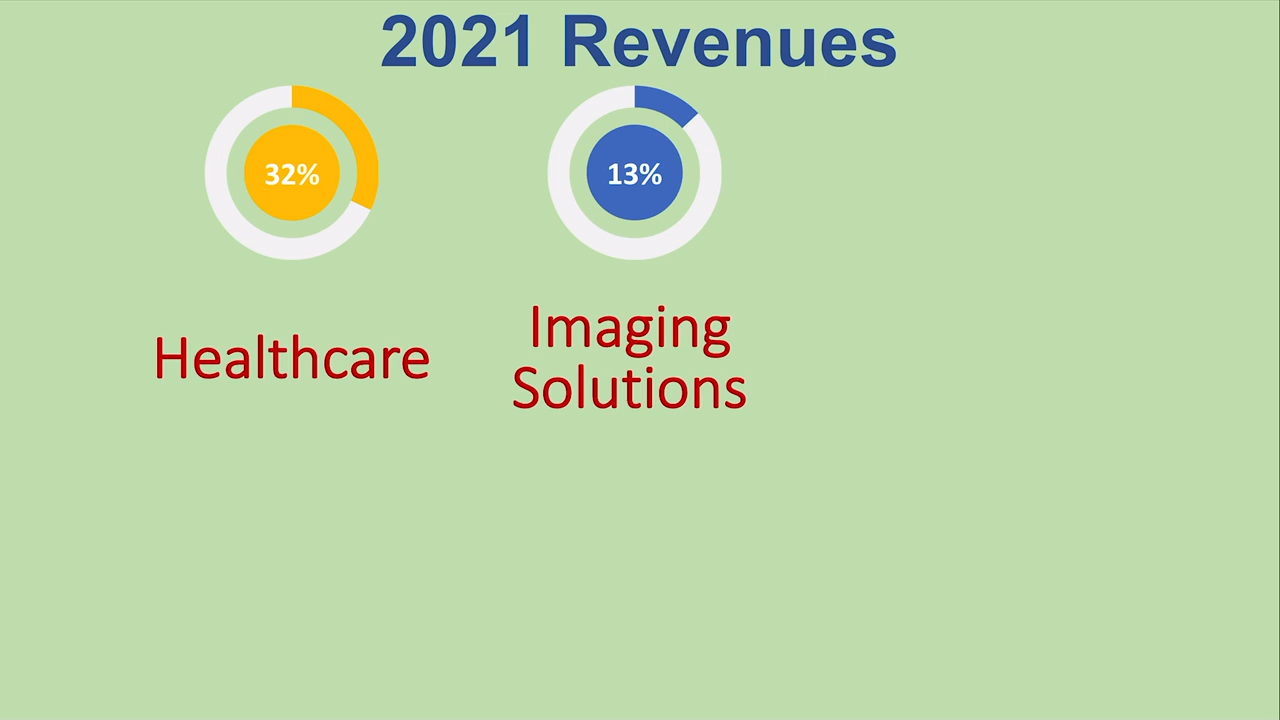 2021 Revenues
32%
13%
Healthcare
Imaging
Solutions